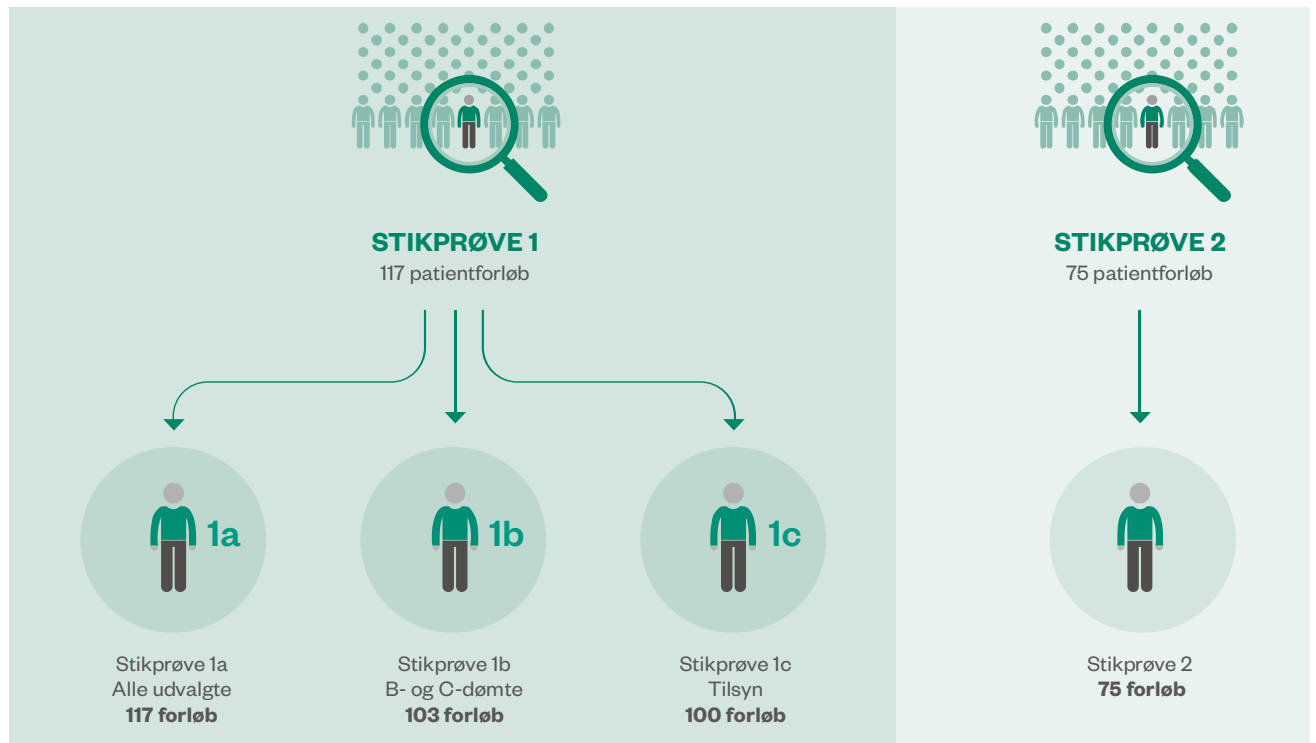 STIKPRØVE 1
117 patientforløb
STIKPRØVE 2
75 patientforløb
1a
1b
1c
Stikprøve 1a
Alle udvalgte
117 forløb
Stikprøve 1b
B- og C-dømte
103 forløb
Stikprøve 1c
Tilsyn
100 forløb
Stikprøve 2
75 forløb